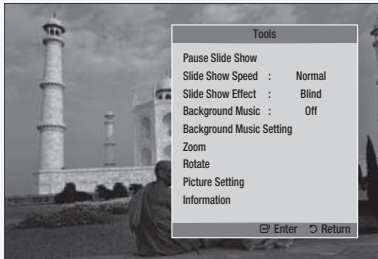 Tools
Pause Slide Show
Slide Show Speed : Normal
Slide Show Effect : Blind
Background Music : Off
Background Music Setting
Zoom
Rotate
Picture Setting
Information
Enter Return